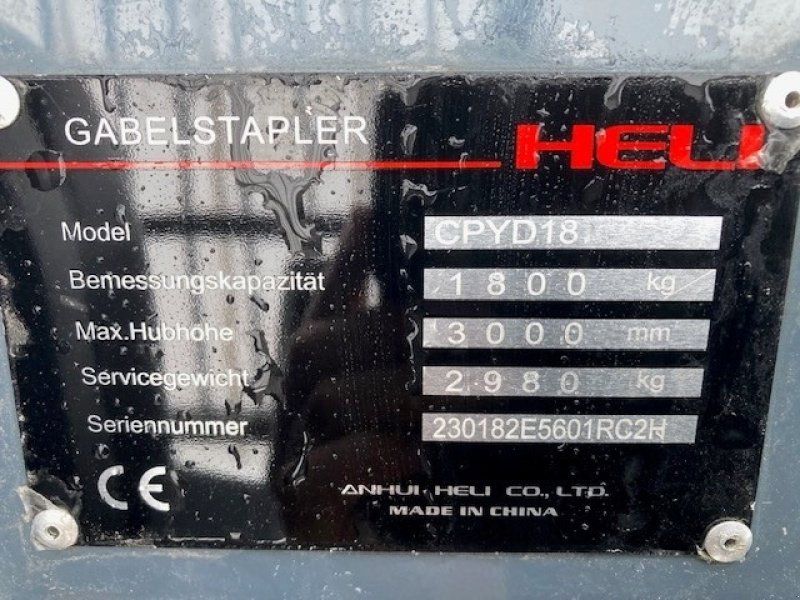 GABELSTAPLER HELI
Model CPYD18
Bemessungskapazität 1800 kg
Max.Hubhöhe 3000 mm
Servicegewicht 2980 kg
Seriennummer 230182E5601RC2H
CE ANHUI HELI CO., LTD.
MADE IN CHINA